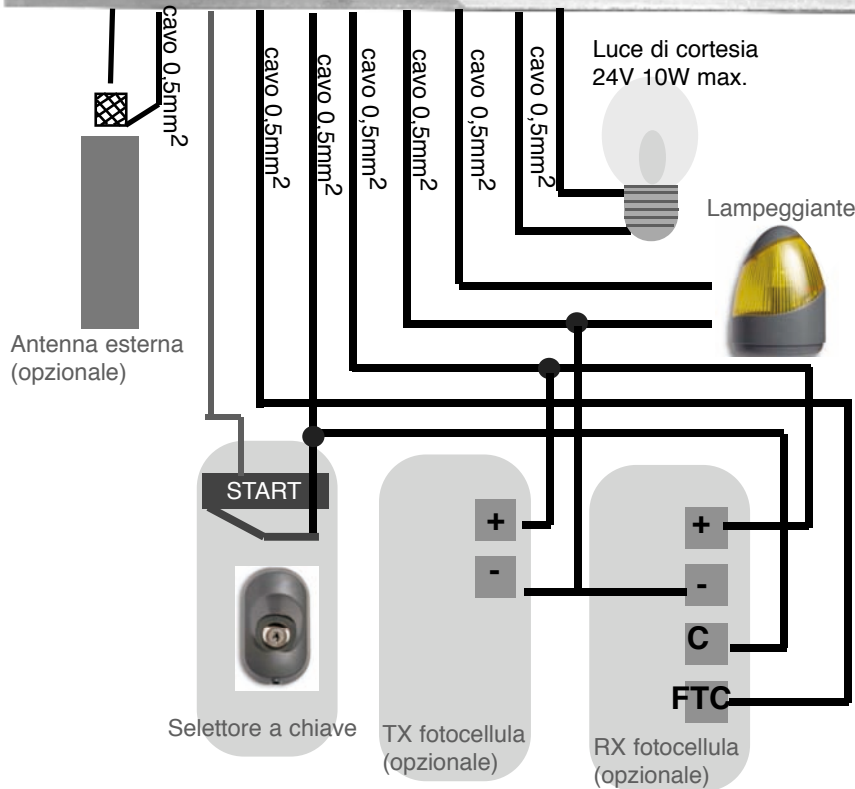 cavo 0,5mm2
cavo 0,5mm2
cavo 0,5mm2
cavo 0,5mm2
cavo 0,5mm2
cavo 0,5mm2
cavo 0,5mm2
Luce di cortesia
24V 10W max.
Lampeggiante
Antenna esterna
(opzionale)
START
+
-
+
-
C
FTC
Selettore a chiave
TX fotocellula
(opzionale)
RX fotocellula
(opzionale)